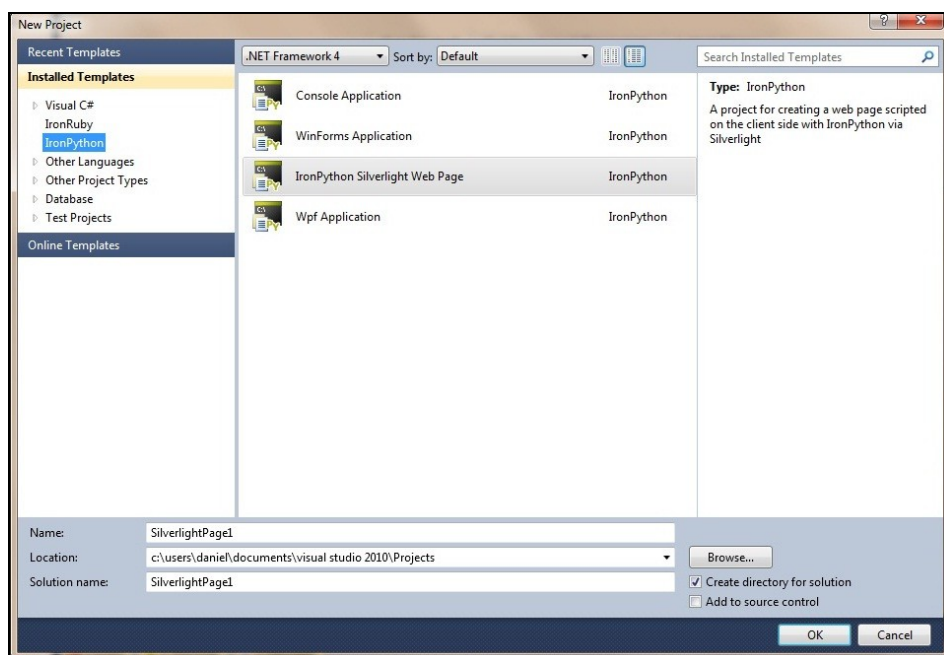 New Project
Recent Templates
Installed Templates
Visual C#
IronRuby
IronPython
Other Languages
Other Project Types
Database
Test Projects
Online Templates
.NET Framework 4
Sort by: Default
Console Application IronPython
WinForms Application IronPython
IronPython Silverlight Web Page IronPython
Wpf Application IronPython
Search Installed Templates
Type: IronPython
A project for creating a web page scripted
on the client side with IronPython via
Silverlight
Name: SilverlightPage1
Location: c:\users\daniel\documents\visual studio 2010\Projects
Browse...
Solution name: SilverlightPage1
Create directory for solution
Add to source control
OK Cancel